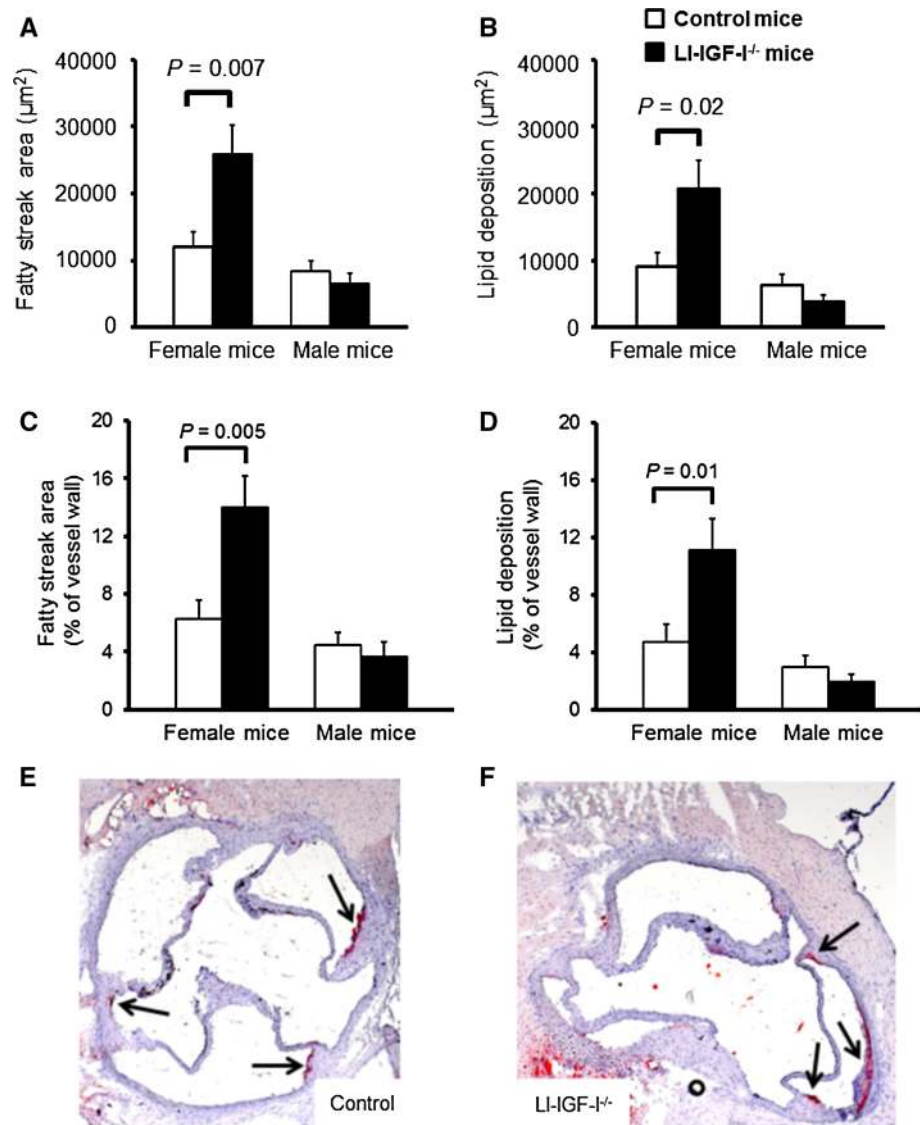 A
Fatty streak area (µm²)
40000
30000
20000
10000
0
P = 0.007
Female mice
Male mice
B
Control mice
LI-IGF-I-/- mice
Lipid deposition (µm²)
40000
30000
20000
10000
0
P = 0.02
Female mice
Male mice
C
Fatty streak area
(% of vessel wall)
20
16
12
8
4
0
P = 0.005
Female mice
Male mice
D
Lipid deposition
(% of vessel wall)
20
16
12
8
4
0
P = 0.01
Female mice
Male mice
E
Control
F
LI-IGF-I-/-